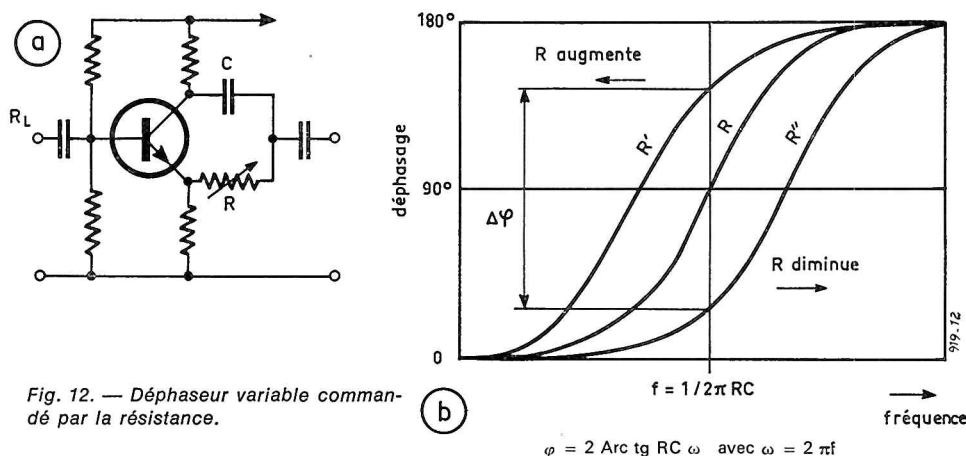 a
C
R_L
R
Fig. 12. — Déphaseur variable comman-
dé par la résistance.
180°
90°
0
déphasage
R augmente
R'
R
R"
Δφ
R diminue
919.12
f = 1/2π RC
fréquence
b
φ = 2 Arc tg RC ω avec ω = 2 πf